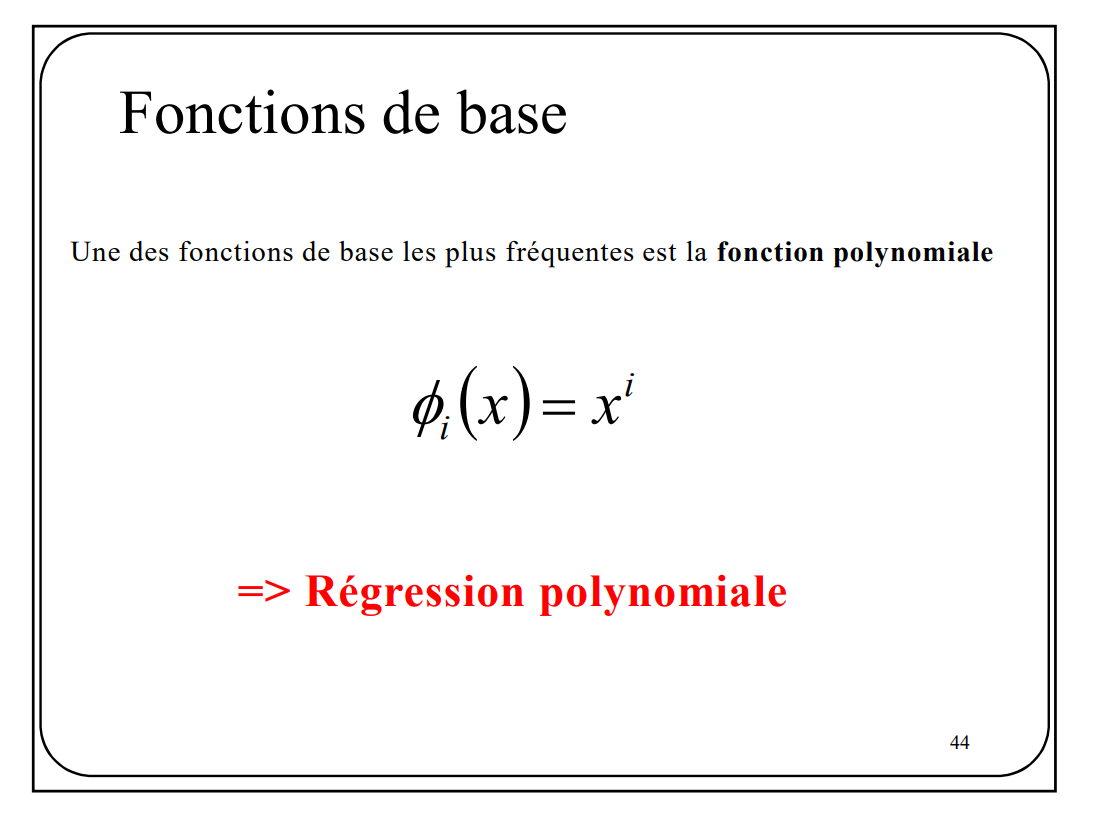 Fonctions de base
Une des fonctions de base les plus fréquentes est la fonction polynomiale
ϕᵢ(x) = xⁱ
=> Régression polynomiale
44